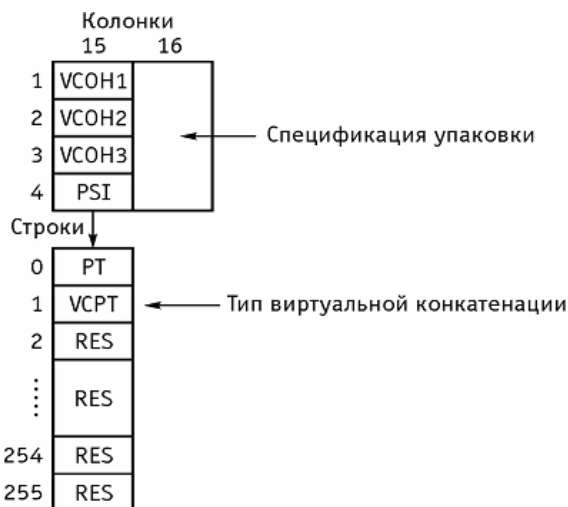 Колонки
15 16
1 VCOH1
2 VCOH2
Спецификация упаковки
3 VCOH3
4 PSI
Строки
0 PT
1 VCPT Тип виртуальной конкатенации
2 RES
RES
254 RES
255 RES